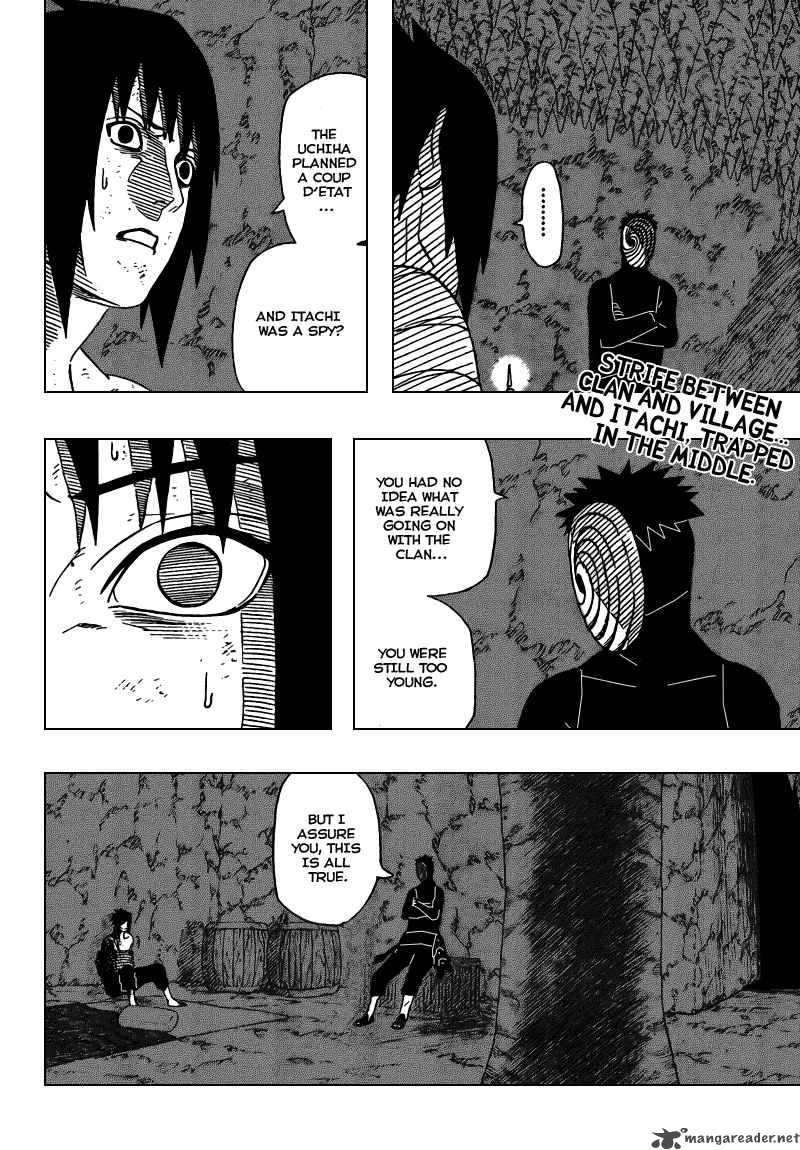 THE
UCHIHA
PLANNED
A COUP
D'ETAT
...
AND ITACHI
WAS A SPY?
.........
STRIFE BETWEEN
CLAN AND VILLAGE...
AND ITACHI, TRAPPED
IN THE MIDDLE.
YOU HAD NO
IDEA WHAT
WAS REALLY
GOING ON
WITH THE
CLAN...
YOU WERE
STILL TOO
YOUNG.
BUT I
ASSURE
YOU, THIS
IS ALL
TRUE.
mangareader.net